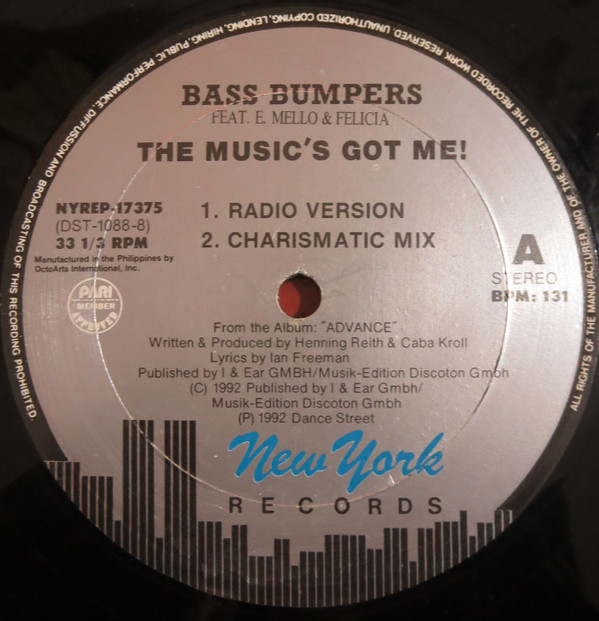 ALL RIGHTS OF THE MANUFACTURER AND OF THE OWNER OF THE RECORDED WORK RESERVED. UNAUTHORIZED COPYING, LENDING, HIRING, PUBLIC PERFORMANCE, DIFFUSSION AND BROADCASTING OF THIS RECORDING PROHIBITED.
BASS BUMPERS
FEAT. E. MELLO & FELICIA
THE MUSIC'S GOT ME!
NYREP-17375
(DST-1088-8)
33 1/3 RPM
Manufactured in the Philippines by
OctoArts International, Inc.
PARI
MEMBER
APPROVED
1. RADIO VERSION
2. CHARISMATIC MIX
A
STEREO
BPM: 131
From the Album: "ADVANCE"
Written & Produced by Henning Reith & Caba Kroll
Lyrics by Ian Freeman
Published by I & Ear GMBH/Musik-Edition Discoton Gmbh
(C) 1992 Published by I & Ear Gmbh/
Musik-Edition Discoton Gmbh
(P) 1992 Dance Street
New York
RECORDS